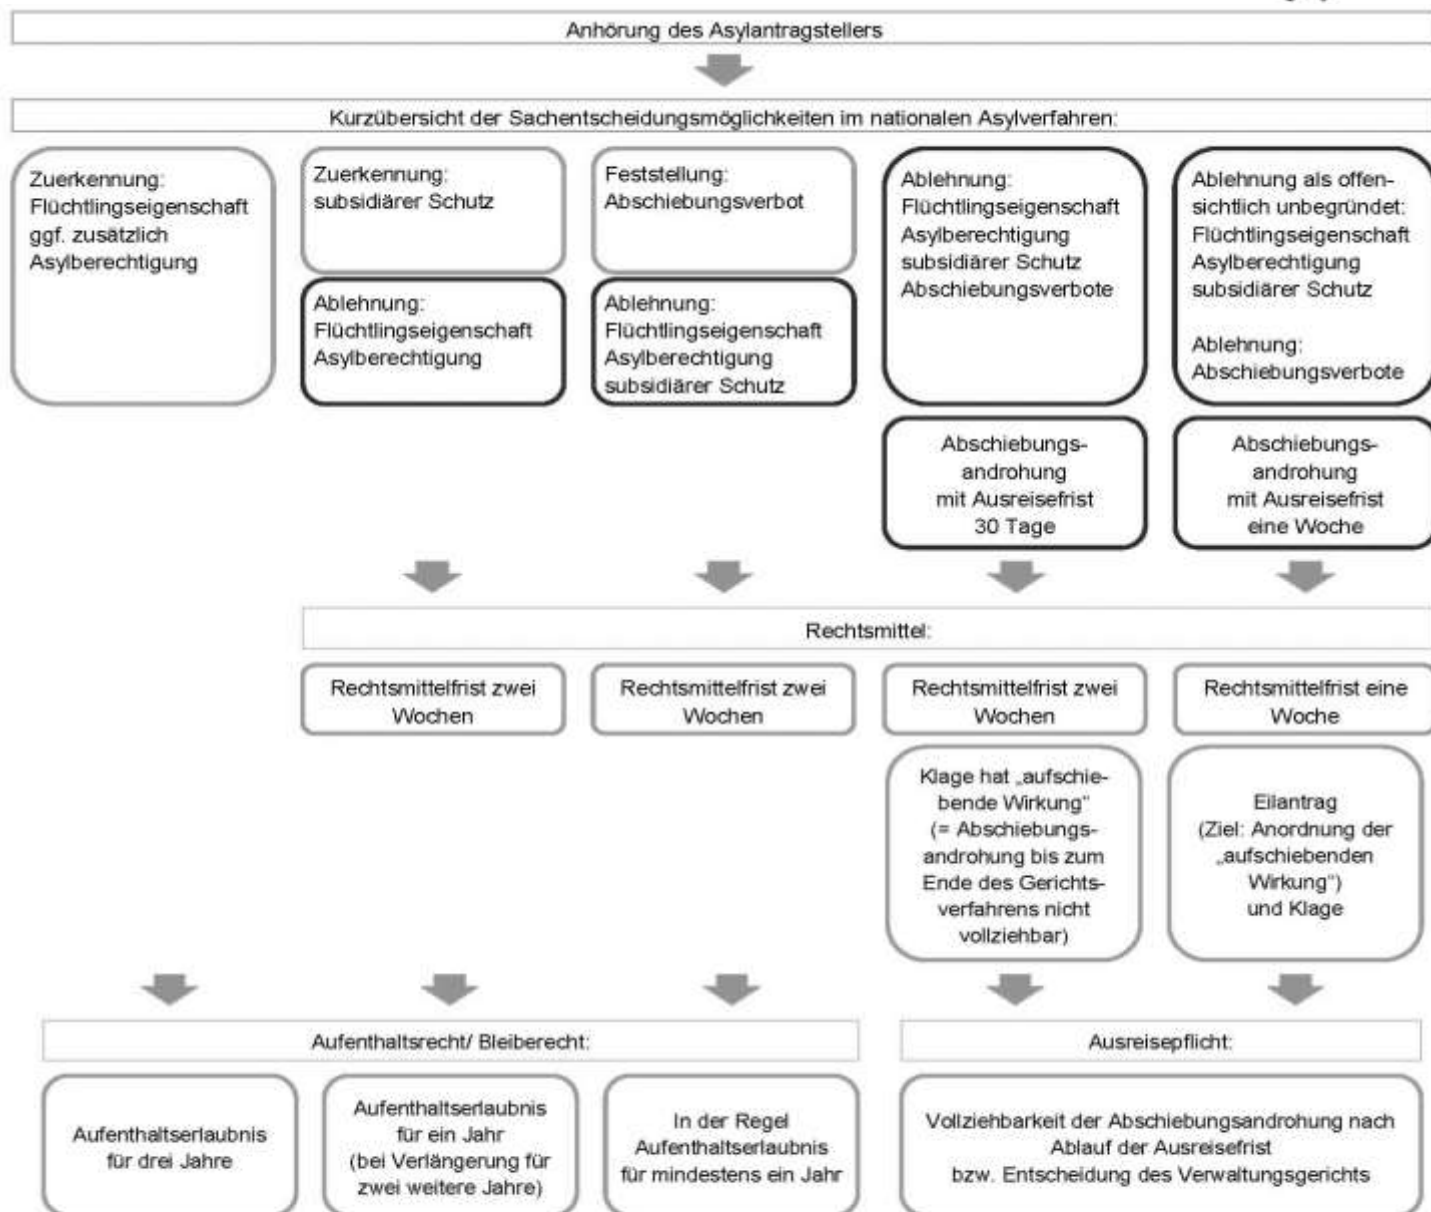 Anhörung des Asylantragstellers
Kurzübersicht der Sachentscheidungsmöglichkeiten im nationalen Asylverfahren:
Zuerkennung:
Flüchtlingseigenschaft
ggf. zusätzlich
Asylberechtigung
Zuerkennung:
subsidiärer Schutz
Ablehnung:
Flüchtlingseigenschaft
Asylberechtigung
Feststellung:
Abschiebungsverbot
Ablehnung:
Flüchtlingseigenschaft
Asylberechtigung
subsidiärer Schutz
Ablehnung:
Flüchtlingseigenschaft
Asylberechtigung
subsidiärer Schutz
Abschiebungsverbote
Ablehnung als offen-
sichtlich unbegründet:
Flüchtlingseigenschaft
Asylberechtigung
subsidiärer Schutz
Ablehnung:
Abschiebungsverbote
Abschiebungs-
androhung
mit Ausreisefrist
30 Tage
Abschiebungs-
androhung
mit Ausreisefrist
eine Woche
Rechtsmittel:
Rechtsmittelfrist zwei
Wochen
Rechtsmittelfrist zwei
Wochen
Rechtsmittelfrist zwei
Wochen
Rechtsmittelfrist eine
Woche
Klage hat „aufschie-
bende Wirkung“
(= Abschiebungs-
androhung bis zum
Ende des Gerichts-
verfahrens nicht
vollziehbar)
Eilantrag
(Ziel: Anordnung der
„aufschiebenden
Wirkung“)
und Klage
Aufenthaltsrecht/ Bleiberecht:
Ausreisepflicht:
Aufenthaltserlaubnis
für drei Jahre
Aufenthaltserlaubnis
für ein Jahr
(bei Verlängerung für
zwei weitere Jahre)
In der Regel
Aufenthaltserlaubnis
für mindestens ein Jahr
Vollziehbarkeit der Abschiebungsandrohung nach
Ablauf der Ausreisefrist
bzw. Entscheidung des Verwaltungsgerichts